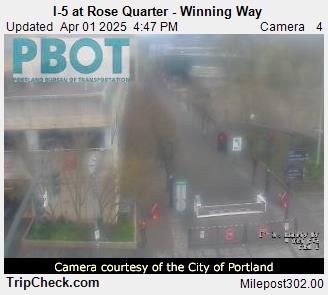 I-5 at Rose Quarter - Winning Way
Updated Apr 01 2025 4:47 PM Camera 4
PBOT
PORTLAND BUREAU OF TRANSPORTATION
Camera courtesy of the City of Portland
TripCheck.com Milepost302.00